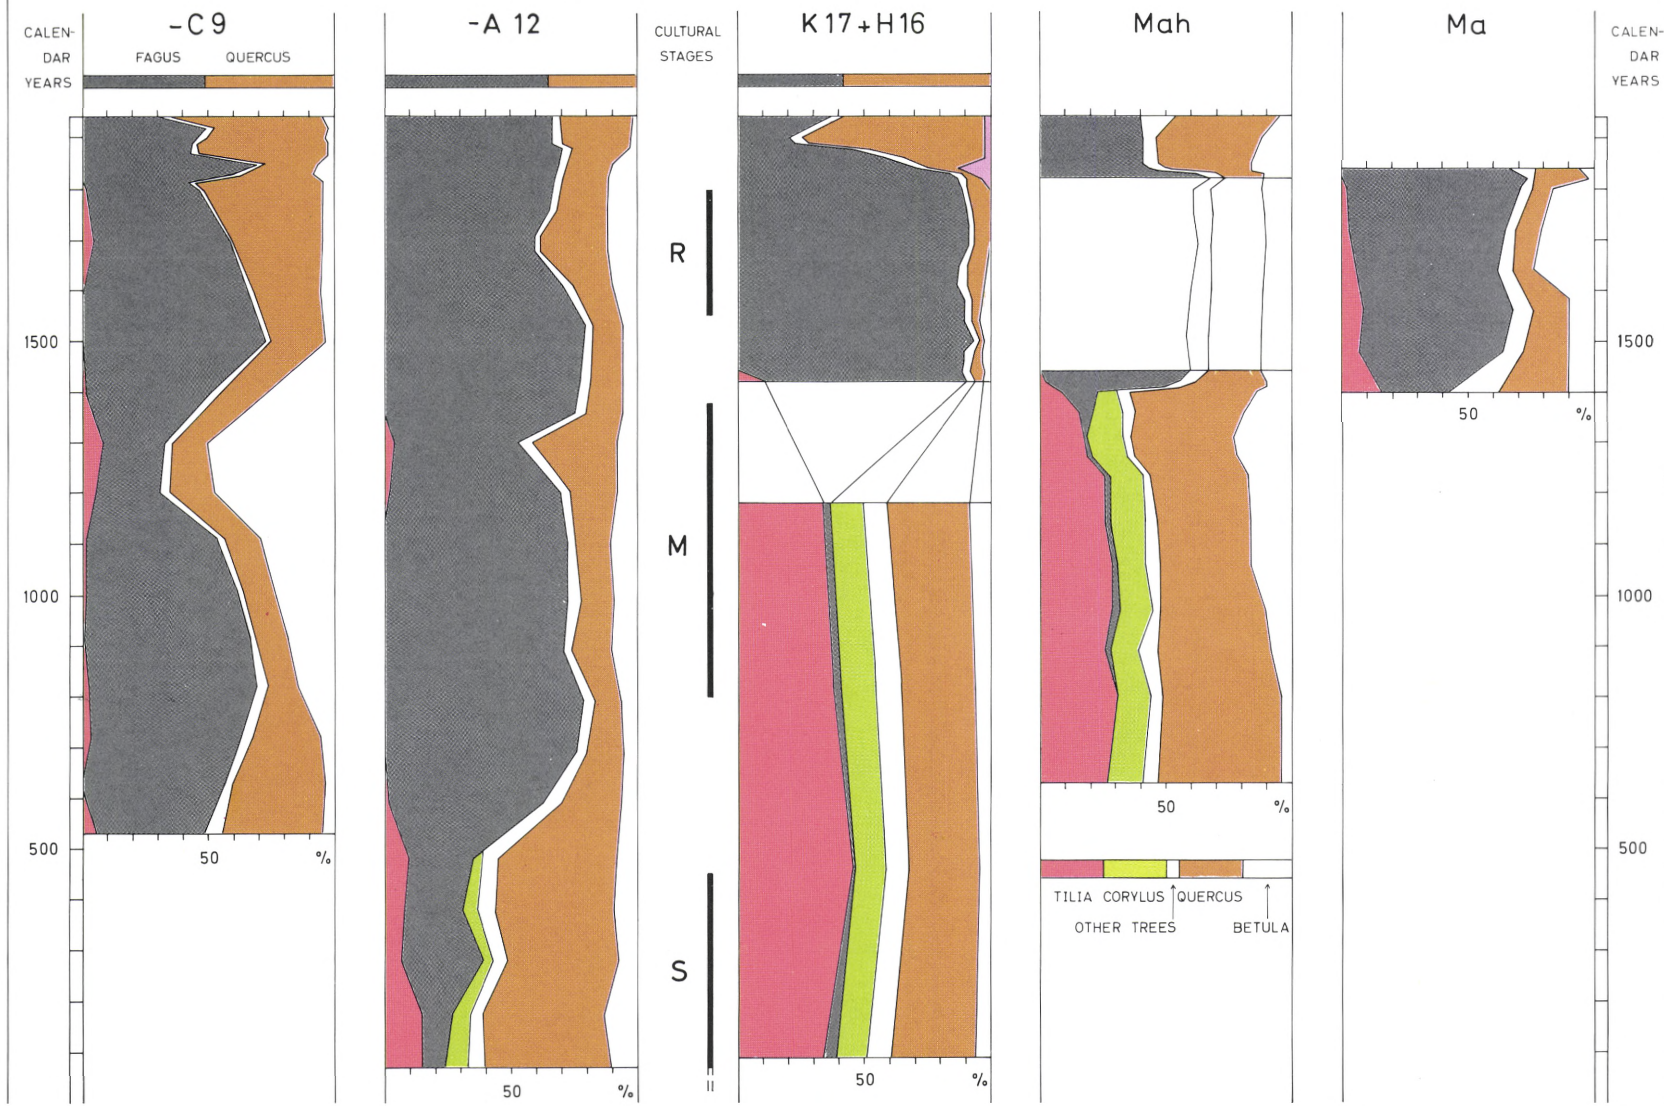 -C 9
-A 12
K 17 + H 16
Mah
Ma
CALEN-
DAR
YEARS
FAGUS QUERCUS
CULTURAL
STAGES
CALEN-
DAR
YEARS
R
1500
1500
50 %
M
1000
1000
50 %
500
500
50 %
TILIA CORYLUS QUERCUS
OTHER TREES BETULA
S
50 %
50 %